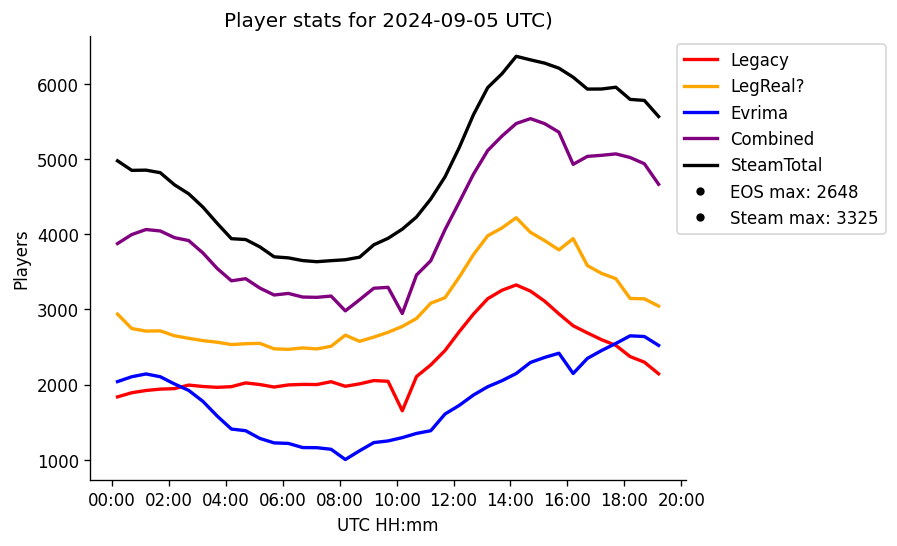 Player stats for 2024-09-05 UTC)
Players
6000
5000
4000
3000
2000
1000
00:00 02:00 04:00 06:00 08:00 10:00 12:00 14:00 16:00 18:00 20:00
UTC HH:mm
Legacy
LegReal?
Evrima
Combined
SteamTotal
EOS max: 2648
Steam max: 3325